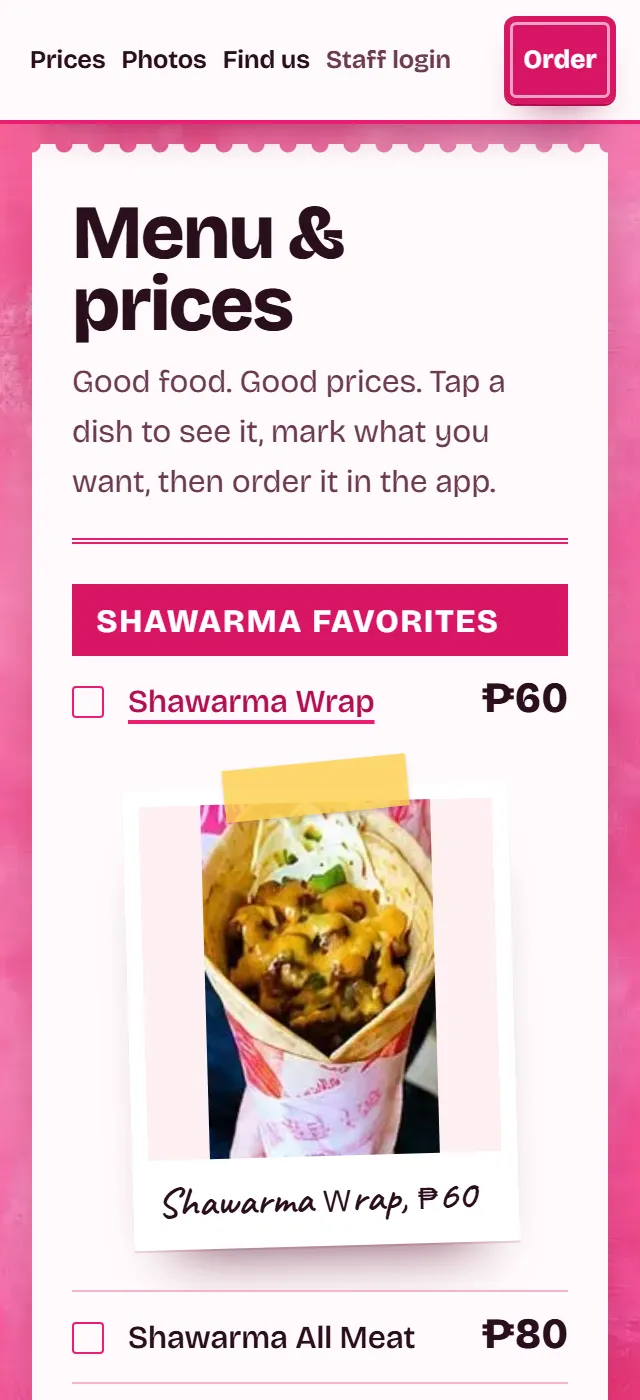 Prices Photos Find us Staff login Order
Menu &
prices
Good food. Good prices. Tap a
dish to see it, mark what you
want, then order it in the app.
SHAWARMA FAVORITES
Shawarma Wrap ₱60
Shawarma Wrap, ₱60
Shawarma All Meat ₱80